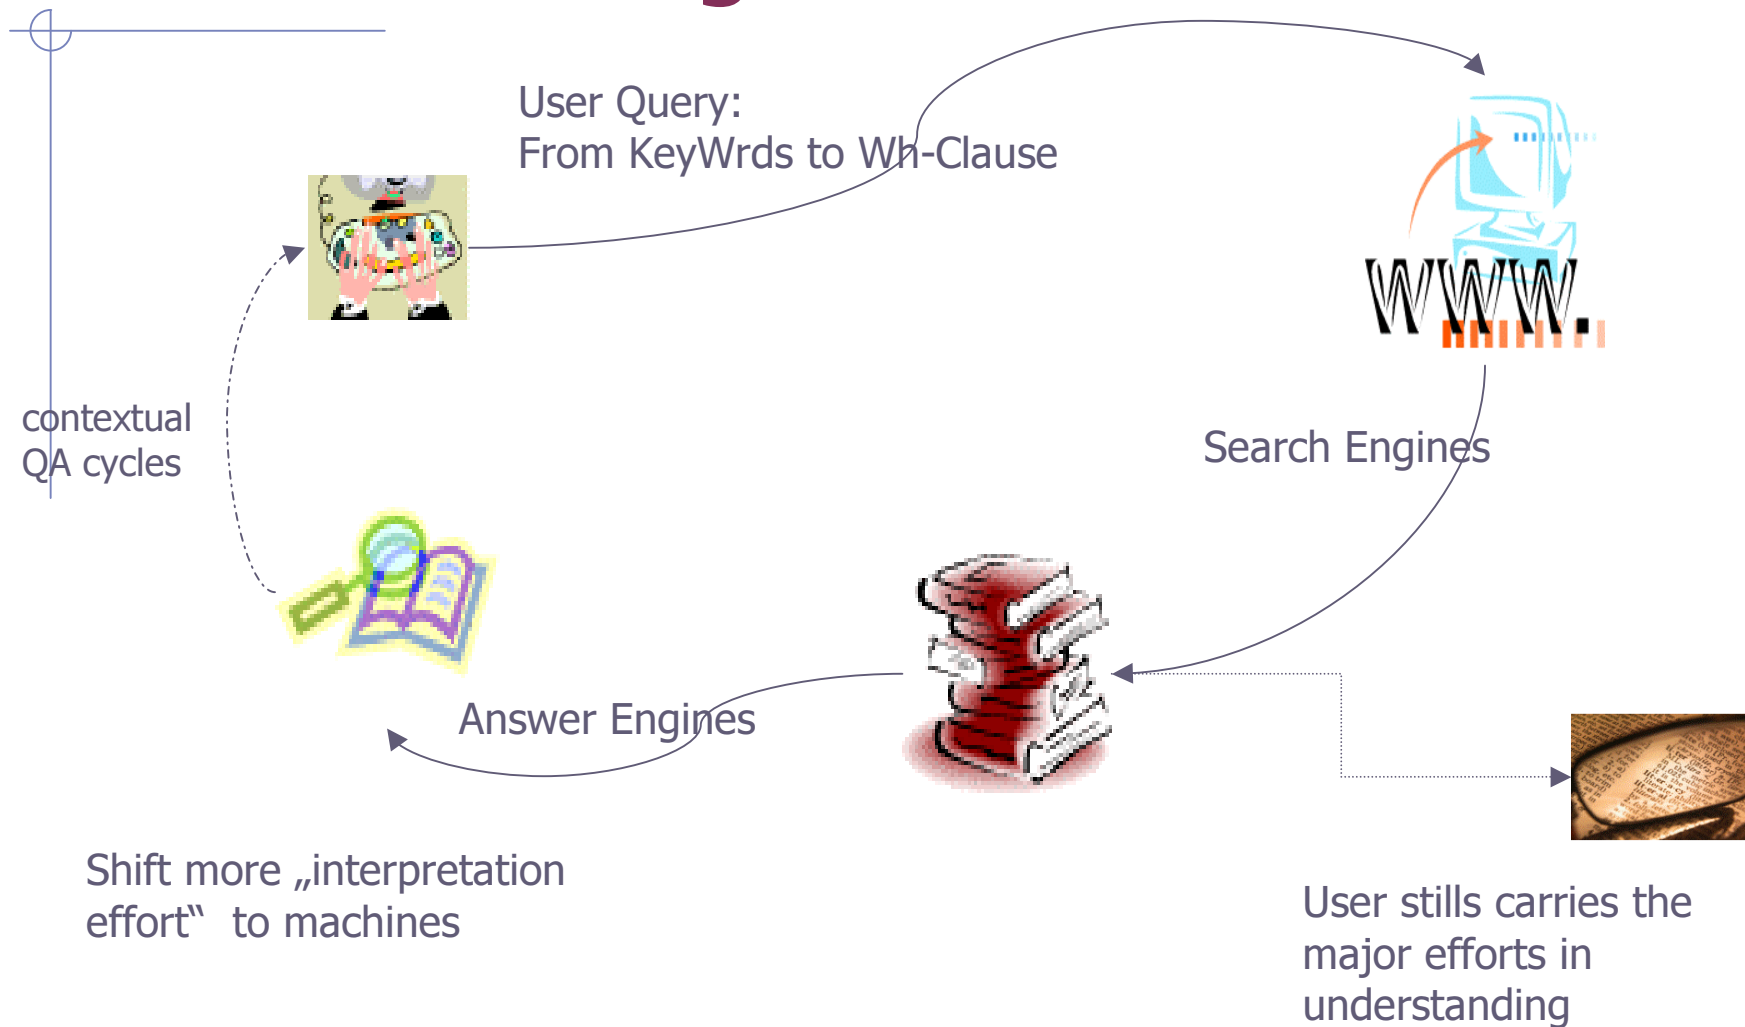 User Query:
From KeyWrds to Wh-Clause
www.
contextual
QA cycles
Search Engines
Answer Engines
Shift more „interpretation
effort“ to machines
User stills carries the
major efforts in
understanding